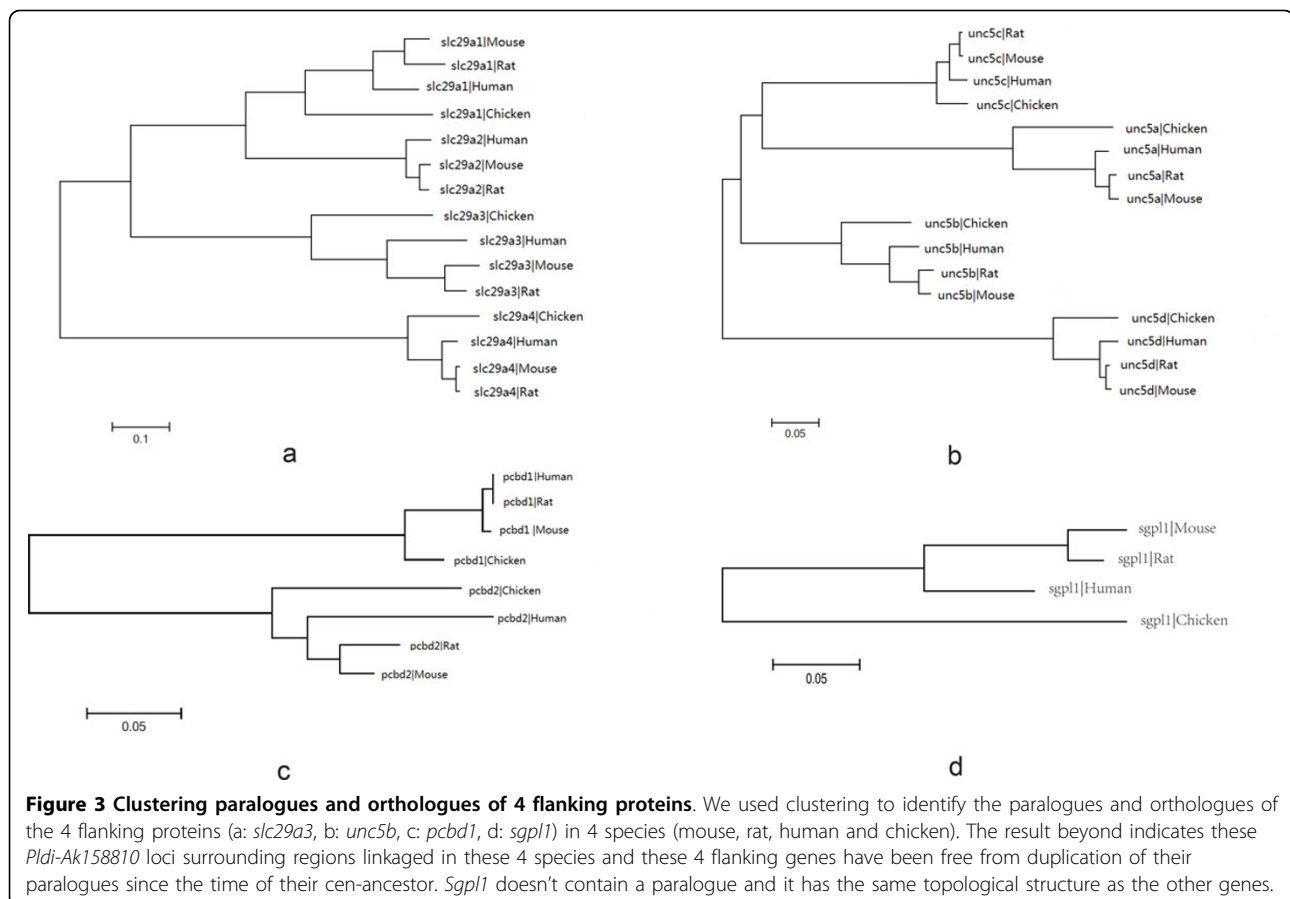 slc29a1|Mouse
slc29a1|Rat
slc29a1|Human
slc29a1|Chicken
slc29a2|Human
slc29a2|Mouse
slc29a2|Rat
slc29a3|Chicken
slc29a3|Human
slc29a3|Mouse
slc29a3|Rat
slc29a4|Chicken
slc29a4|Human
slc29a4|Mouse
slc29a4|Rat
0.1
a
unc5c|Rat
unc5c|Mouse
unc5c|Human
unc5c|Chicken
unc5a|Chicken
unc5a|Human
unc5a|Rat
unc5a|Mouse
unc5b|Chicken
unc5b|Human
unc5b|Rat
unc5b|Mouse
unc5d|Chicken
unc5d|Human
unc5d|Rat
unc5d|Mouse
0.05
b
pcbd1|Human
pcbd1|Rat
pcbd1 |Mouse
pcbd1|Chicken
pcbd2|Chicken
pcbd2|Human
pcbd2|Rat
pcbd2|Mouse
0.05
c
sgpl1|Mouse
sgpl1|Rat
sgpl1|Human
sgpl1|Chicken
0.05
d
Figure 3 Clustering paralogues and orthologues of 4 flanking proteins. We used clustering to identify the paralogues and orthologues of
the 4 flanking proteins (a: slc29a3, b: unc5b, c: pcbd1, d: sgpl1) in 4 species (mouse, rat, human and chicken). The result beyond indicates these
Pldi-Ak158810 loci surrounding regions linkaged in these 4 species and these 4 flanking genes have been free from duplication of their
paralogues since the time of their cen-ancestor. Sgpl1 doesn't contain a paralogue and it has the same topological structure as the other genes.